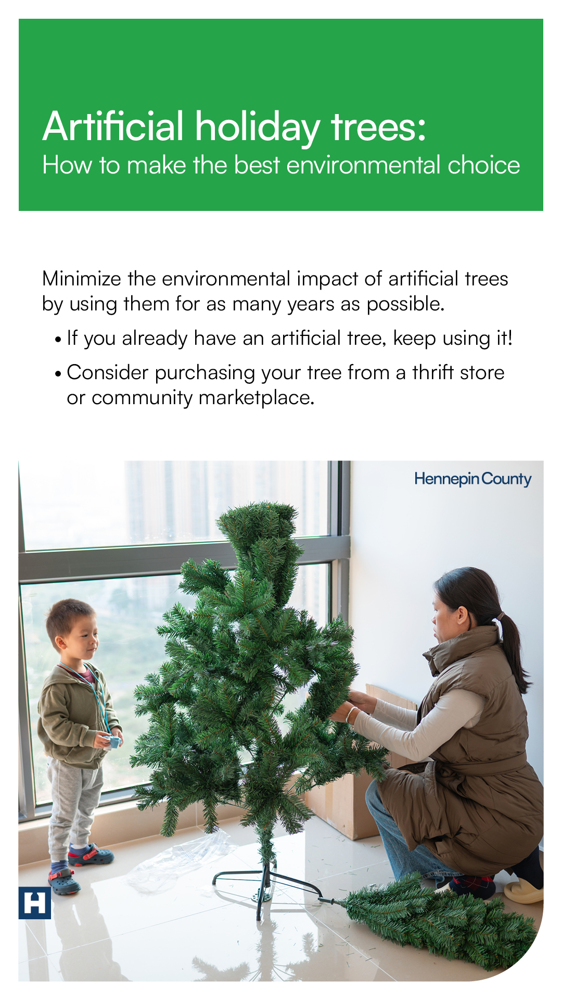 Artificial holiday trees:
How to make the best environmental choice
Minimize the environmental impact of artificial trees
by using them for as many years as possible.
• If you already have an artificial tree, keep using it!
• Consider purchasing your tree from a thrift store
or community marketplace.
Hennepin County
H